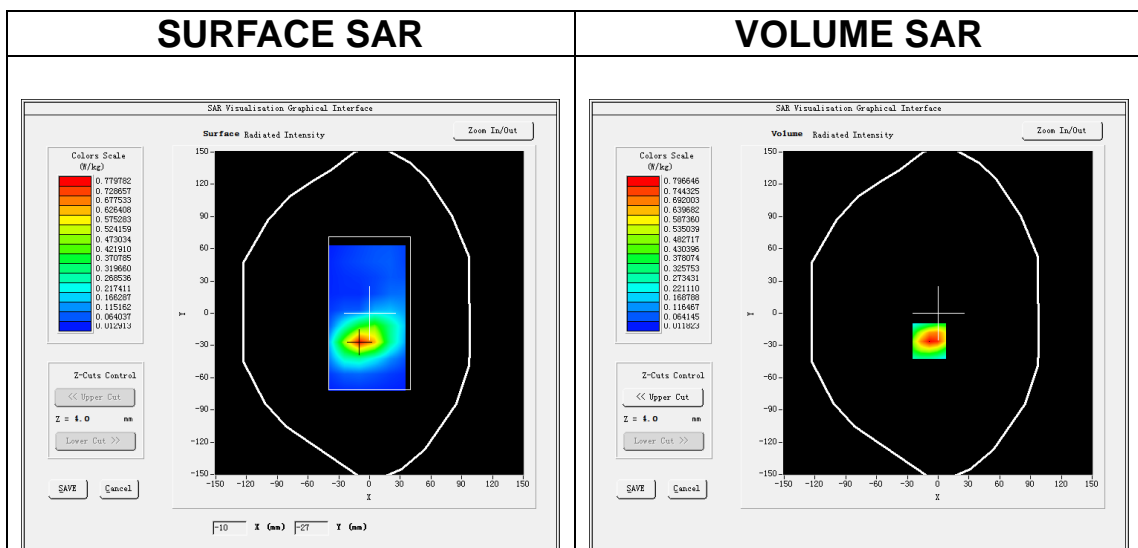 SURFACE SAR
SAR Visualisation Graphical Interface
Surface Radiated Intensity
Zoom In/Out
Colors Scale
(W/kg)
0.779782
0.728657
0.677533
0.626408
0.575283
0.524159
0.473034
0.421910
0.370785
0.319660
0.268536
0.217411
0.166287
0.115162
0.064037
0.012913
Z-Cuts Control
<< Upper Cut
Z = 4.0 mm
Lower Cut >>
SAVE Cancel
150
120
90
60
30
0
-30
-60
-90
-120
-150
Y
-150 -120 -90 -60 -30 0 30 60 90 120 150
X
-10 X (mm) -27 Y (mm)
VOLUME SAR
SAR Visualisation Graphical Interface
Volume Radiated Intensity
Zoom In/Out
Colors Scale
(W/kg)
0.796646
0.744325
0.692003
0.639682
0.587360
0.535039
0.482717
0.430396
0.378074
0.325753
0.273431
0.221110
0.168788
0.116467
0.064145
0.011823
Z-Cuts Control
<< Upper Cut
Z = 4.0 mm
Lower Cut >>
SAVE Cancel
150
120
90
60
30
0
-30
-60
-90
-120
-150
Y
-150 -120 -90 -60 -30 0 30 60 90 120 150
X